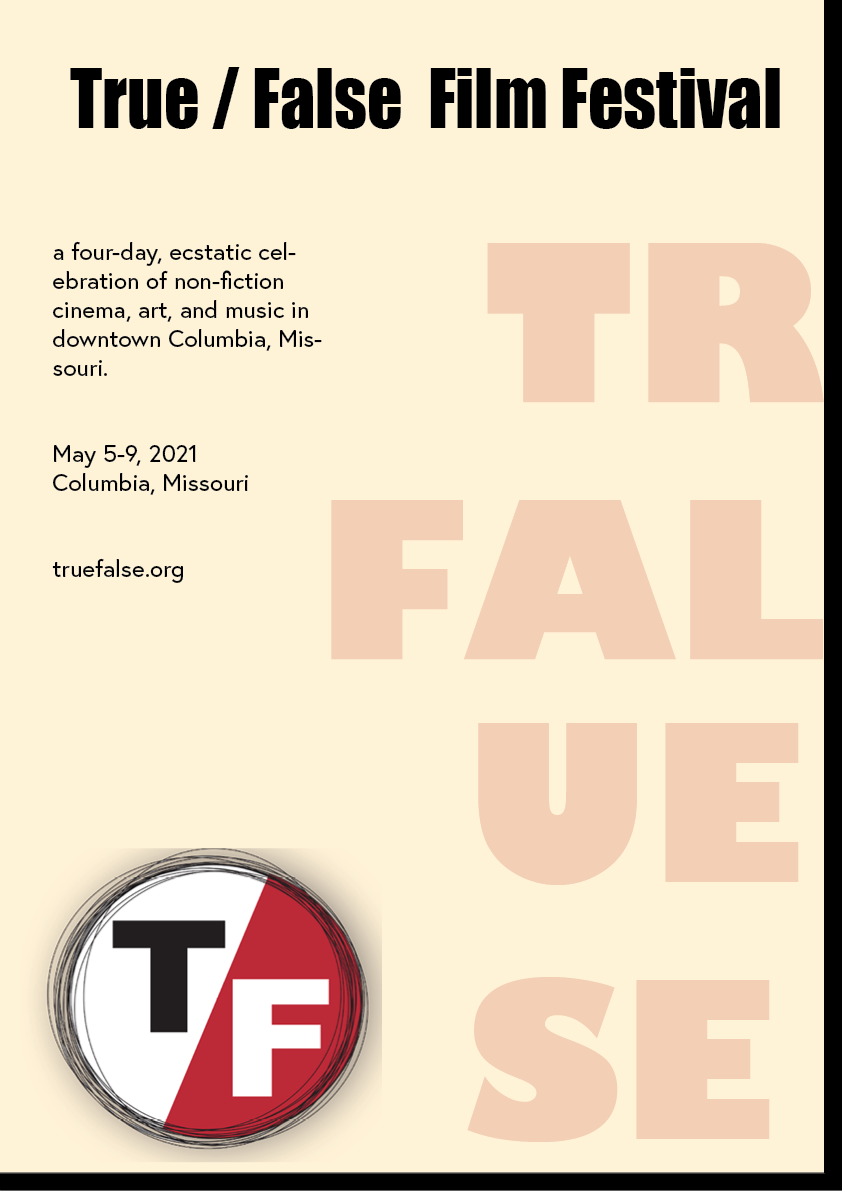 True / False Film Festival
a four-day, ecstatic cel-
ebration of non-fiction
cinema, art, and music in
downtown Columbia, Mis-
souri.
May 5-9, 2021
Columbia, Missouri
truefalse.org
TR
FAL
UE
SE
T/F